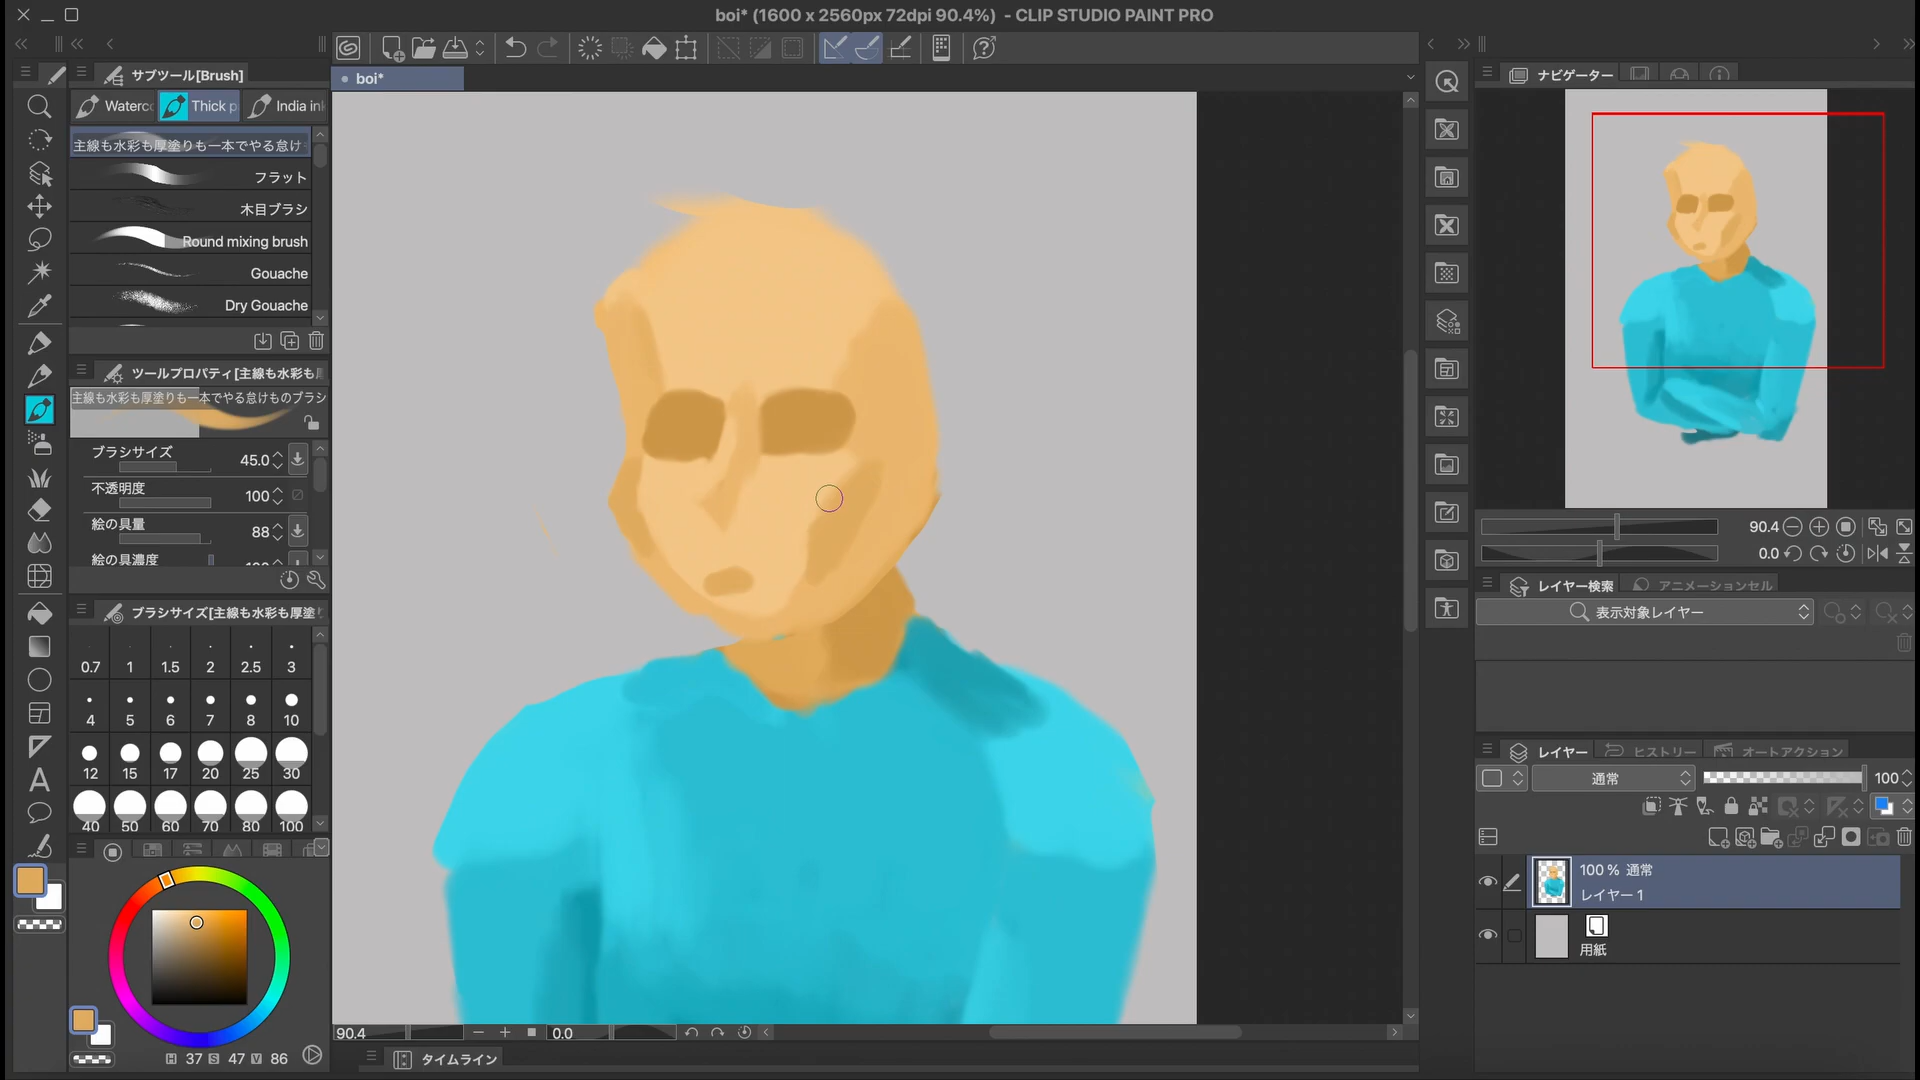 boi* (1600 x 2560px 72dpi 90.4%) - CLIP STUDIO PAINT PRO
サブツール[Brush]
Waterc
Thick p
India ink
主線も水彩も厚塗りも一本でやる怠け
フラット
木目ブラシ
Round mixing brush
Gouache
Dry Gouache
ツールプロパティ[主線も水彩も
主線も水彩も厚塗りも一本でやる怠けものブラシ
ブラシサイズ 45.0
不透明度 100
絵の具量 88
絵の具濃度
ブラシサイズ[主線も水彩も厚塗
0.7 1 1.5 2 2.5 3
4 5 6 7 8 10
12 15 17 20 25 30
40 50 60 70 80 100
H 37 S 47 V 86
boi*
90.4
0.0
タイムライン
ナビゲーター
90.4
0.0
レイヤー検索
アニメーションセル
表示対象レイヤー
レイヤー
ヒストリー
オートアクション
通常
100
100 % 通常
レイヤー 1
用紙